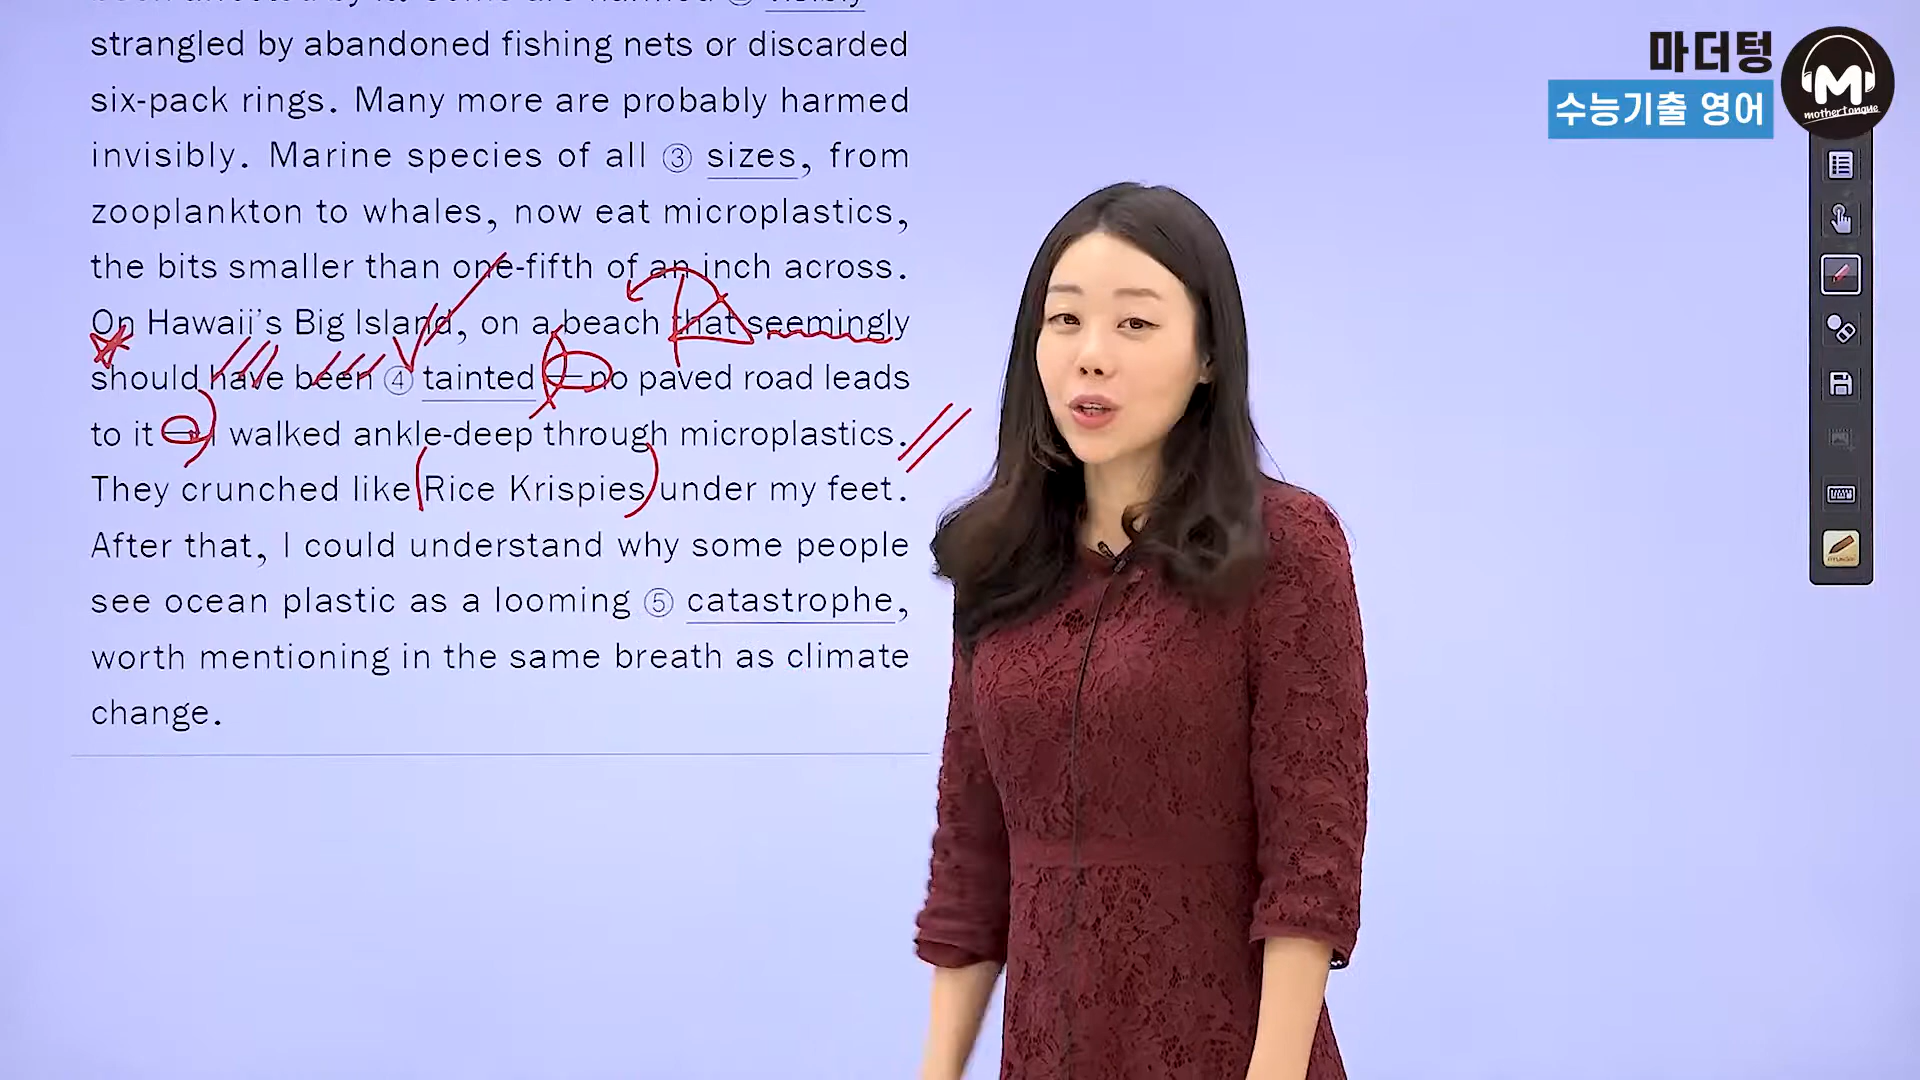 strangled by abandoned fishing nets or discarded
six-pack rings. Many more are probably harmed
invisibly. Marine species of all ③ sizes, from
zooplankton to whales, now eat microplastics,
the bits smaller than one-fifth of an inch across.
On Hawaii's Big Island, on a beach that seemingly
should have been ④ tainted — no paved road leads
to it — I walked ankle-deep through microplastics.
They crunched like Rice Krispies under my feet.
After that, I could understand why some people
see ocean plastic as a looming ⑤ catastrophe,
worth mentioning in the same breath as climate
change.
마더텅
수능기출 영어
M
mothertongue